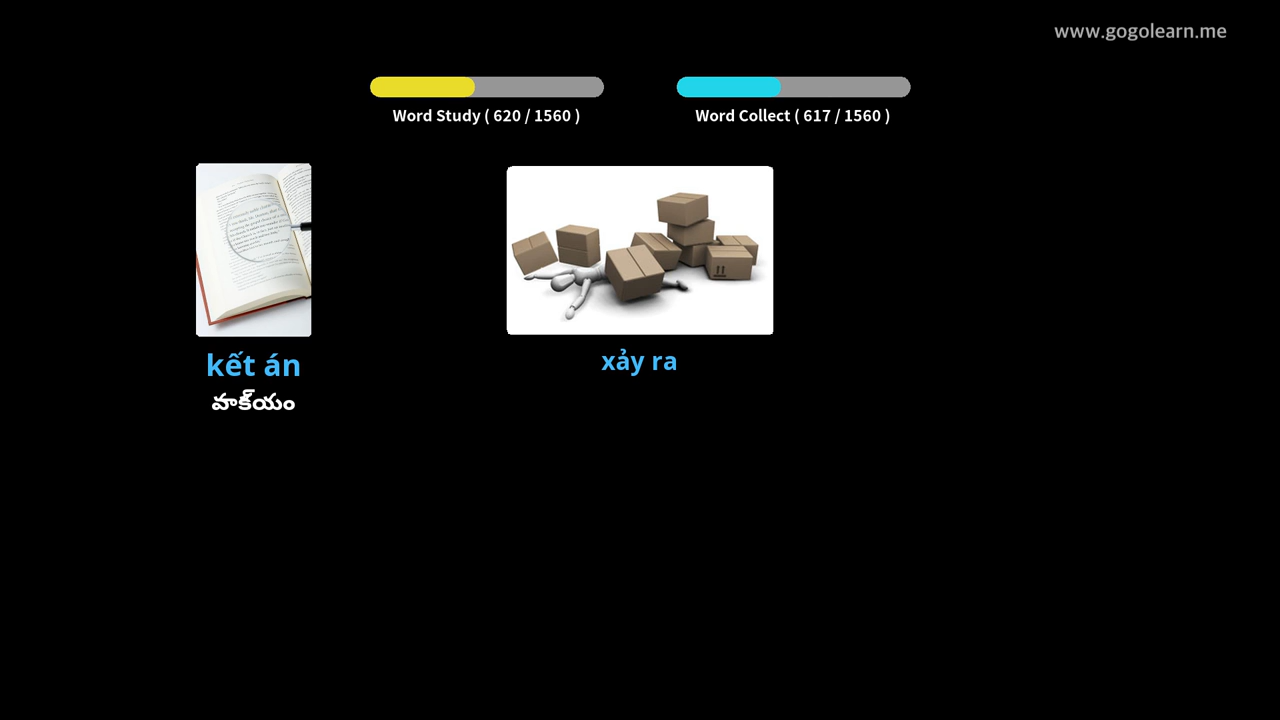 www.gogolearn.me
Word Study ( 620 / 1560 )
Word Collect ( 617 / 1560 )
kết án
వాక్‌యం
xảy ra